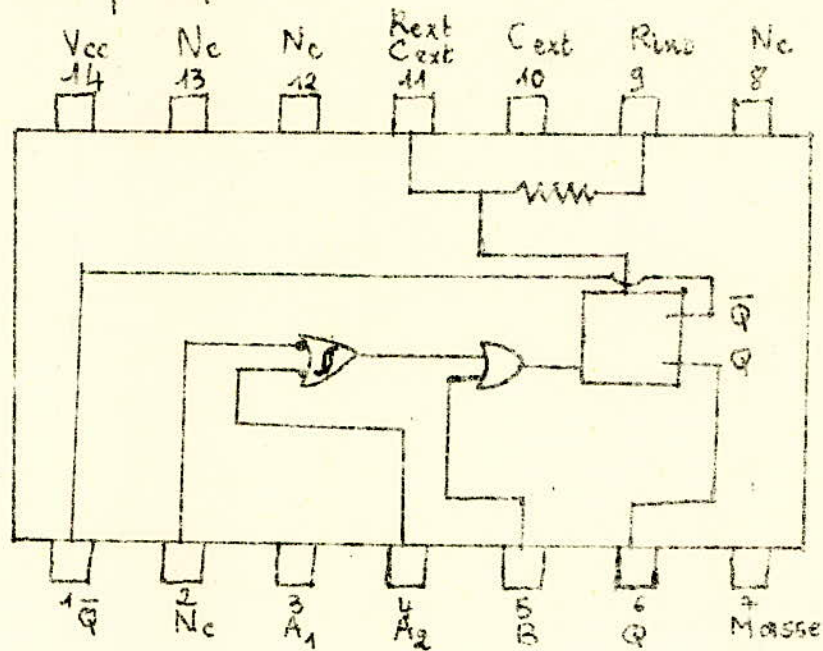 Vcc Nc Nc Rext Cext Cext Rint Nc
14 13 12 11 10 9 8
Q̅
Q
1 2 3 4 5 6 7
Q̅ Nc A1 A2 B Q Masse